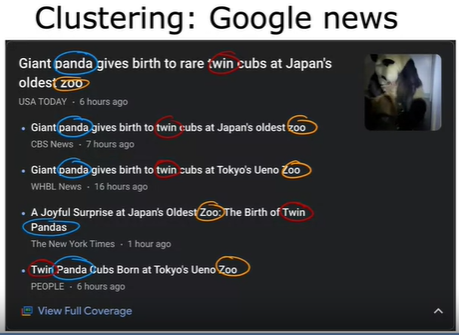 Clustering: Google news
Giant panda gives birth to rare twin cubs at Japan's
oldest zoo
USA TODAY • 6 hours ago
• Giant panda gives birth to twin cubs at Japan's oldest zoo
CBS News • 7 hours ago
• Giant panda gives birth to twin cubs at Tokyo's Ueno Zoo
WHBL News • 16 hours ago
• A Joyful Surprise at Japan's Oldest Zoo: The Birth of Twin
Pandas
The New York Times • 1 hour ago
• Twin Panda Cubs Born at Tokyo's Ueno Zoo
PEOPLE • 6 hours ago
View Full Coverage